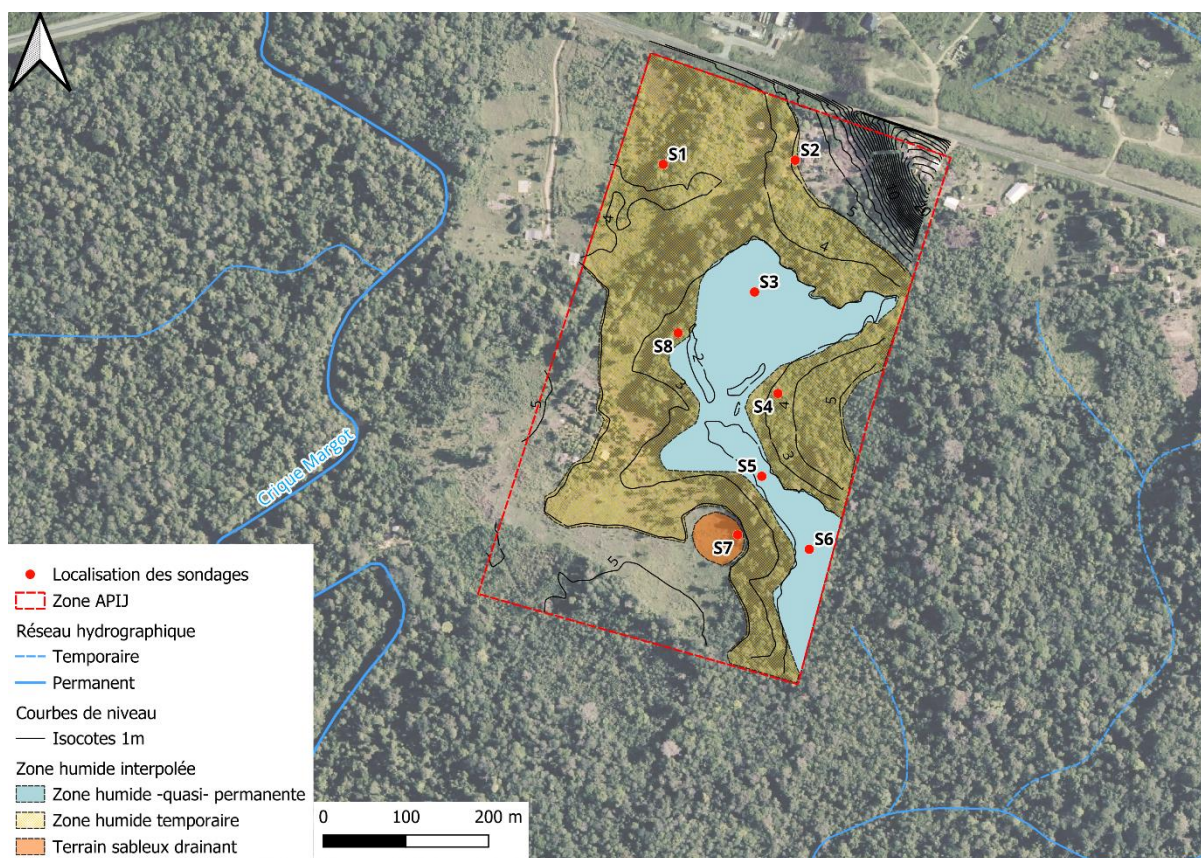 S1
S2
4
5
4
S3
S8
2
3
5
5
S4
4
3
S5
Crique Margot
S7
S6
5
Localisation des sondages
Zone APIJ
Réseau hydrographique
Temporaire
Permanent
Courbes de niveau
Isocotes 1m
Zone humide interpolée
Zone humide -quasi- permanente
Zone humide temporaire
Terrain sableux drainant
0 100 200 m